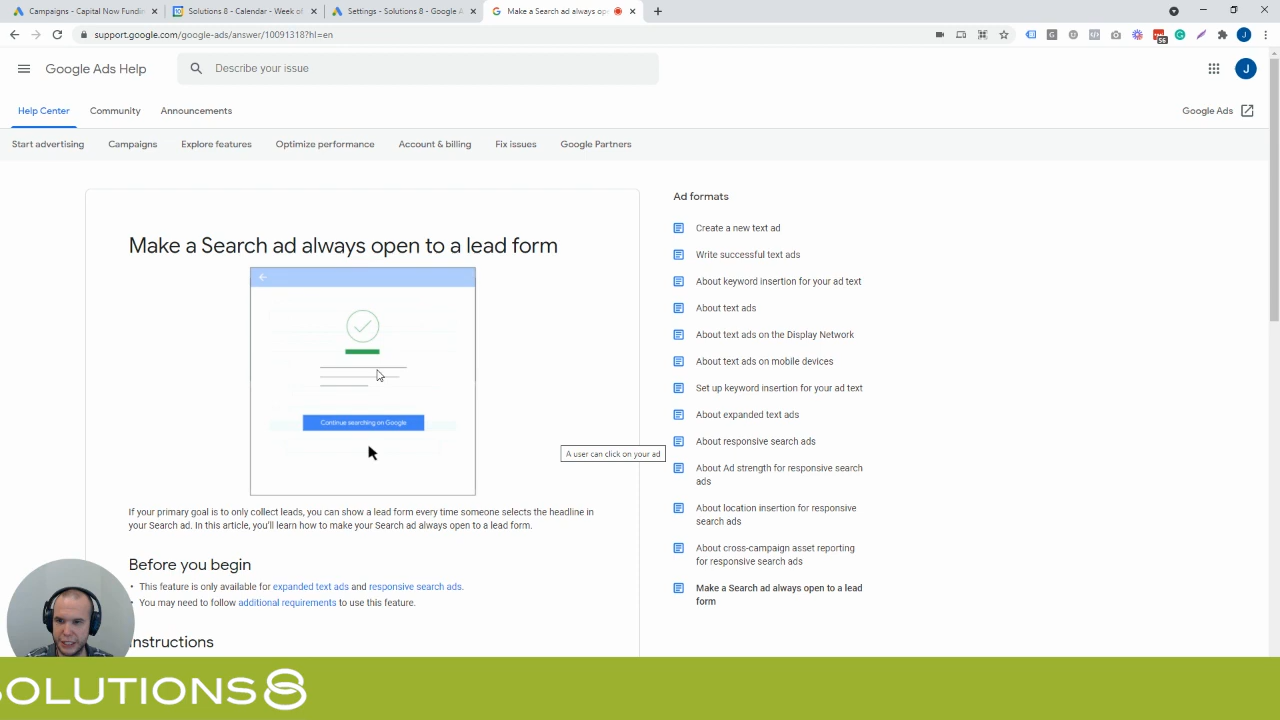 Campaigns - Capital Now Fundin
Solutions 8 - Calendar - Week of
Settings - Solutions 8 - Google A
Make a Search ad always ope
support.google.com/google-ads/answer/10091318?hl=en
56
J
Google Ads Help
Describe your issue
J
Help Center
Community
Announcements
Google Ads
Start advertising
Campaigns
Explore features
Optimize performance
Account & billing
Fix issues
Google Partners
Make a Search ad always open to a lead form
Continue searching on Google
A user can click on your ad
If your primary goal is to only collect leads, you can show a lead form every time someone selects the headline in
your Search ad. In this article, you'll learn how to make your Search ad always open to a lead form.
Before you begin
• This feature is only available for expanded text ads and responsive search ads.
• You may need to follow additional requirements to use this feature.
Instructions
Ad formats
Create a new text ad
Write successful text ads
About keyword insertion for your ad text
About text ads
About text ads on the Display Network
About text ads on mobile devices
Set up keyword insertion for your ad text
About expanded text ads
About responsive search ads
About Ad strength for responsive search
ads
About location insertion for responsive
search ads
About cross-campaign asset reporting
for responsive search ads
Make a Search ad always open to a lead
form
SOLUTIONS 8